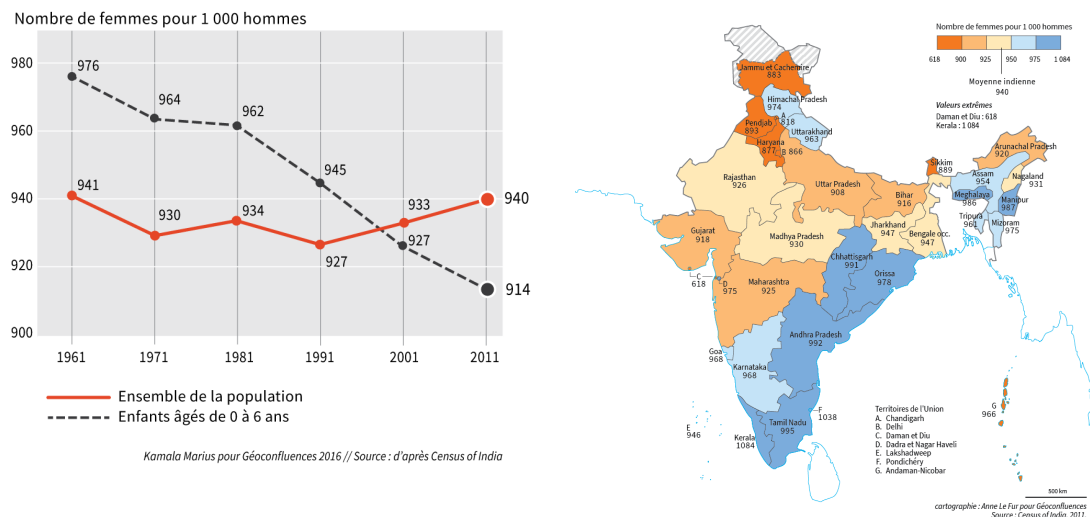 Nombre de femmes pour 1 000 hommes
980
960
940
920
900
976
964
962
945
927
914
941
930
934
927
933
940
1961
1971
1981
1991
2001
2011
Ensemble de la population
Enfants âgés de 0 à 6 ans
Kamala Marius pour Géoconfluences 2016 // Source : d'après Census of India
Nombre de femmes pour 1 000 hommes
618 900 925 950 975 1 084
Moyenne indienne
940
Valeurs extrêmes
Daman et Diu : 618
Kerala : 1 084
Jammu et Cachemire
883
Himachal Pradesh
974
A
818
Pendjab
893
Uttarakhand
963
Haryana
877
B 866
Rajasthan
926
Uttar Pradesh
908
Bihar
916
Sikkim
889
Arunachal Pradesh
920
Assam
954
Nagaland
931
Meghalaya
986
Manipur
987
Tripura
961
Mizoram
975
Gujarat
918
Madhya Pradesh
930
Jharkhand
947
Bengale occ.
947
Chhattisgarh
991
Orissa
978
C
618
D
975
Maharashtra
925
Andhra Pradesh
992
Goa
968
Karnataka
968
F
1038
Tamil Nadu
995
Kerala
1084
E
946
G
966
Territoires de l'Union
A. Chandigarh
B. Delhi
C. Daman et Diu
D. Dadra et Nagar Haveli
E. Lakshadweep
F. Pondichéry
G. Andaman-Nicobar
500 km
cartographie : Anne Le Fur pour Géoconfluences
Source : Census of India, 2011.